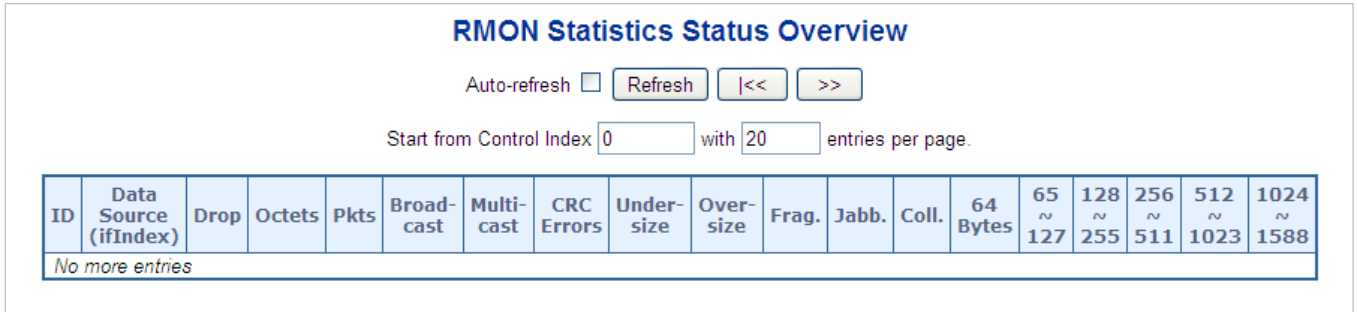 RMON Statistics Status Overview
Auto-refresh Refresh |<< >>
Start from Control Index 0 with 20 entries per page.
ID Data Source (ifIndex) Drop Octets Pkts Broad-cast Multi-cast CRC Errors Under-size Over-size Frag. Jabb. Coll. 64 Bytes 65 ~ 127 128 ~ 255 256 ~ 511 512 ~ 1023 1024 ~ 1588
No more entries